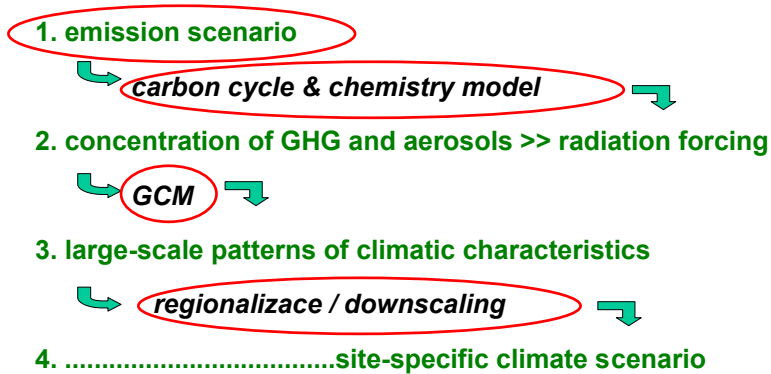 1. emission scenario
carbon cycle & chemistry model
2. concentration of GHG and aerosols >> radiation forcing
GCM
3. large-scale patterns of climatic characteristics
regionalizace / downscaling
4. .....................................site-specific climate scenario